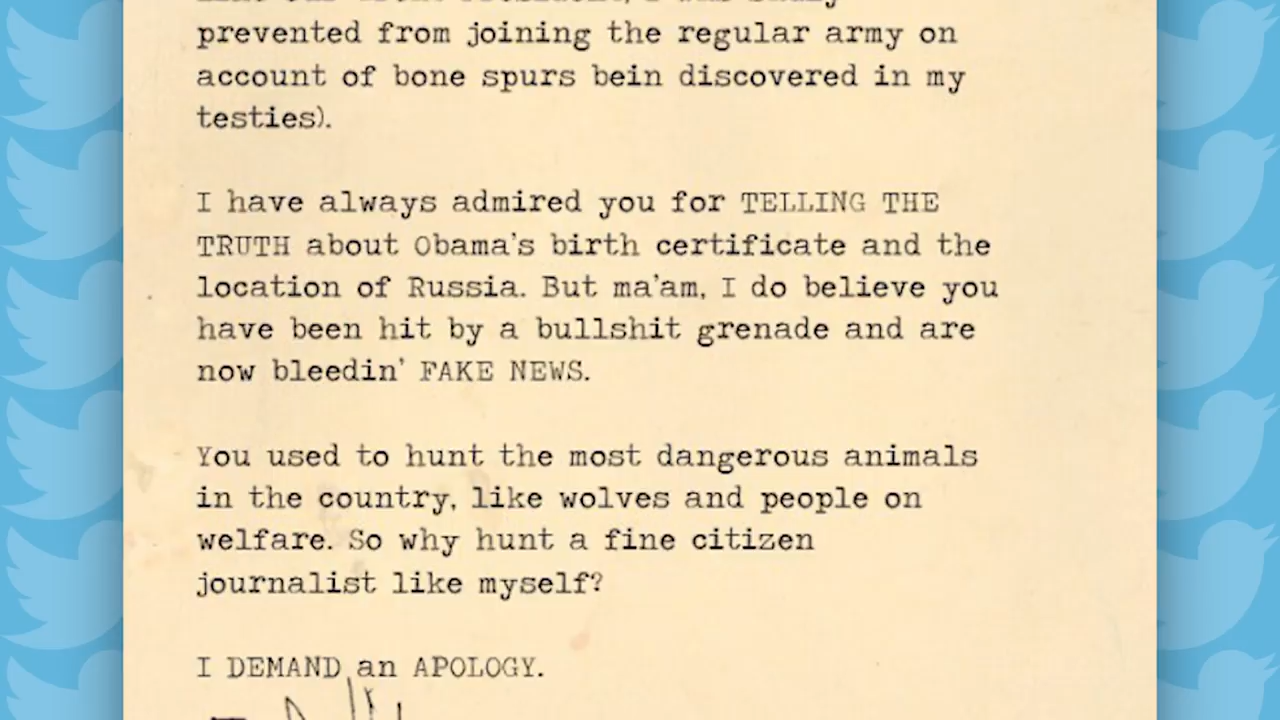 prevented from joining the regular army on
account of bone spurs bein discovered in my
testies).
I have always admired you for TELLING THE
TRUTH about Obama's birth certificate and the
location of Russia. But ma'am, I do believe you
have been hit by a bullshit grenade and are
now bleedin' FAKE NEWS.
You used to hunt the most dangerous animals
in the country, like wolves and people on
welfare. So why hunt a fine citizen
journalist like myself?
I DEMAND an APOLOGY.